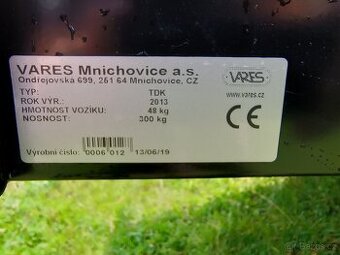 VARES Mnichovice a.s.
Ondřejovská 699, 251 64 Mnichovice, CZ
VARES
www.vares.cz
TYP: TDK
ROK VÝR.: 2013
HMOTNOST VOZÍKU: 48 kg
NOSNOST: 300 kg
CE
Výrobní číslo: 0006 012 13/06/19